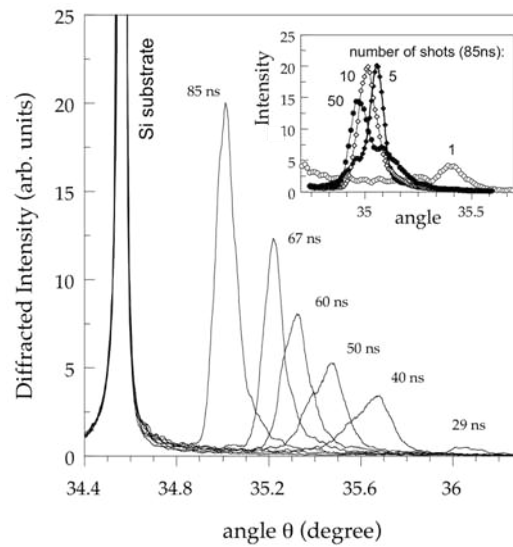 Diffracted Intensity (arb. units)
25
20
15
10
5
0
34.4
34.8
35.2
35.6
36
angle θ (degree)
Si substrate
85 ns
67 ns
60 ns
50 ns
40 ns
29 ns
number of shots (85ns):
Intensity
25
20
15
10
5
0
35
35.5
angle
10
5
50
1